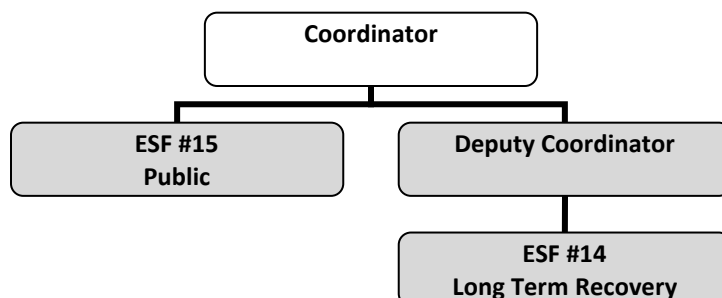 Coordinator
ESF #15
Public
Deputy Coordinator
ESF #14
Long Term Recovery